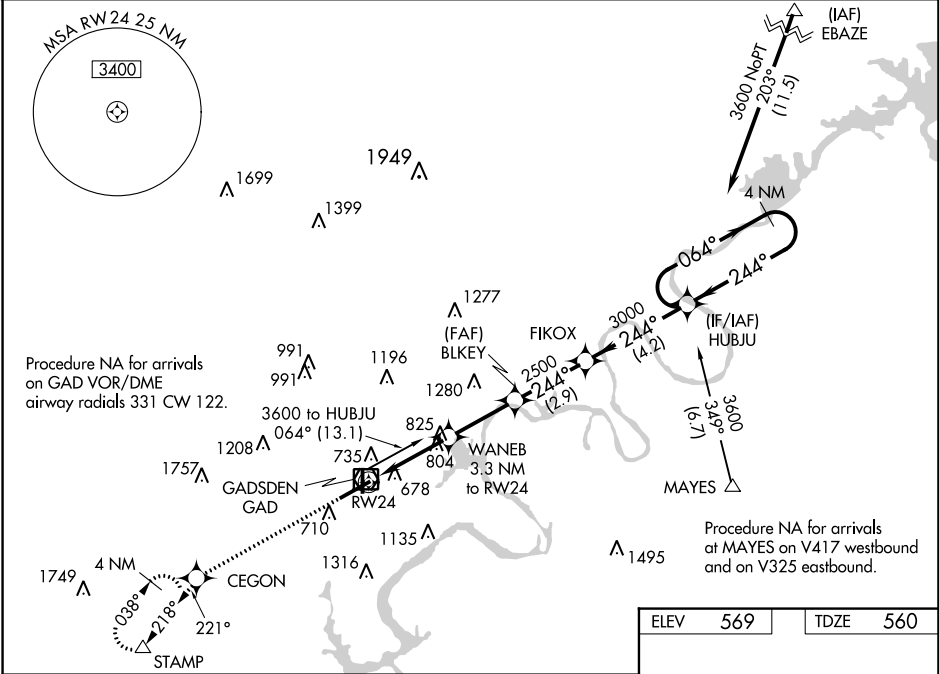 MSA RW24 25 NM
3400
(IAF)
EBAZE
3600 NoPT
203°
(11.5)
1949
1699
1399
4 NM
064°
244°
1277
(FAF)
BLKEY
FIKOX
3000
244°
(4.2)
(IF/IAF)
HUBJU
Procedure NA for arrivals
on GAD VOR/DME
airway radials 331 CW 122.
991
991
1196
1280
2500
244°
(2.9)
3600 to HUBJU
064° (13.1)
825
1208
735
804
WANEB
3.3 NM
to RW24
3600
349°
(6.7)
1757
GADSDEN
GAD
678
RW24
MAYES
710
1135
Procedure NA for arrivals
at MAYES on V417 westbound
and on V325 eastbound.
1316
1495
1749
4 NM
CEGON
038°
218°
221°
STAMP
ELEV 569
TDZE 560